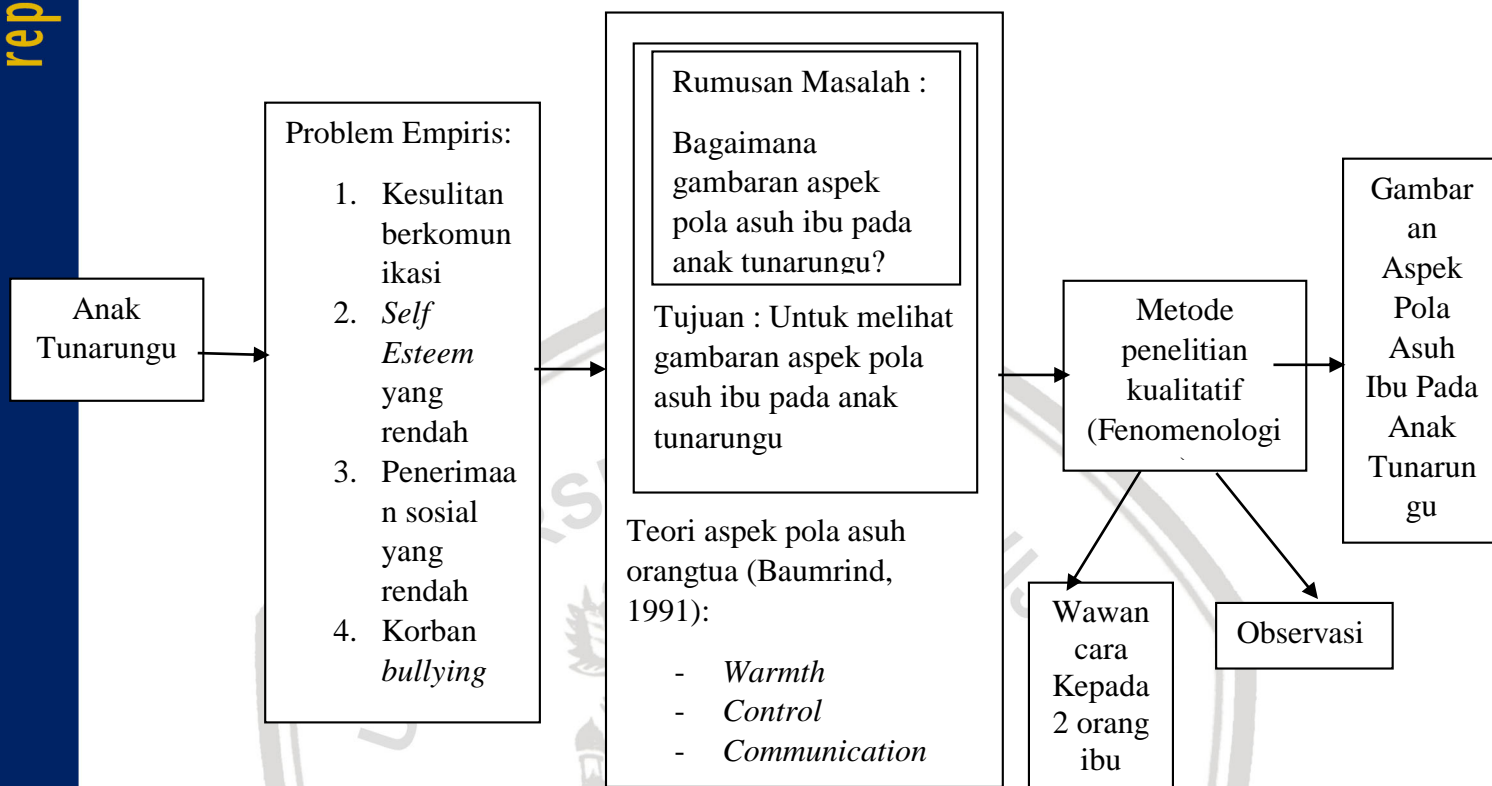 rep
Anak
Tunarungu
Problem Empiris:
1. Kesulitan
berkomun
ikasi
2. Self
Esteem
yang
rendah
3. Penerimaa
n sosial
yang
rendah
4. Korban
bullying
Rumusan Masalah :
Bagaimana
gambaran aspek
pola asuh ibu pada
anak tunarungu?
Tujuan : Untuk melihat
gambaran aspek pola
asuh ibu pada anak
tunarungu
Teori aspek pola asuh
orangtua (Baumrind,
1991):
- Warmth
- Control
- Communication
Metode
penelitian
kualitatif
(Fenomenologi
Wawan
cara
Kepada
2 orang
ibu
Observasi
Gambar
an
Aspek
Pola
Asuh
Ibu Pada
Anak
Tunarun
gu